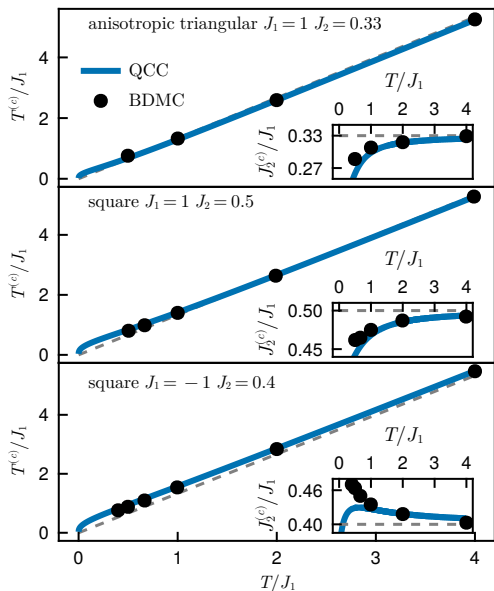 anisotropic triangular J₁ = 1 J₂ = 0.33
T⁽ᶜ⁾/J₁
4
2
0
QCC
BDMC
T/J₁
0 1 2 3 4
J₂⁽ᶜ⁾/J₁
0.33
0.27
square J₁ = 1 J₂ = 0.5
T⁽ᶜ⁾/J₁
4
2
0
T/J₁
0 1 2 3 4
J₂⁽ᶜ⁾/J₁
0.50
0.45
square J₁ = −1 J₂ = 0.4
T⁽ᶜ⁾/J₁
4
2
0
T/J₁
0 1 2 3 4
J₂⁽ᶜ⁾/J₁
0.46
0.40
0 1 2 3 4
T/J₁